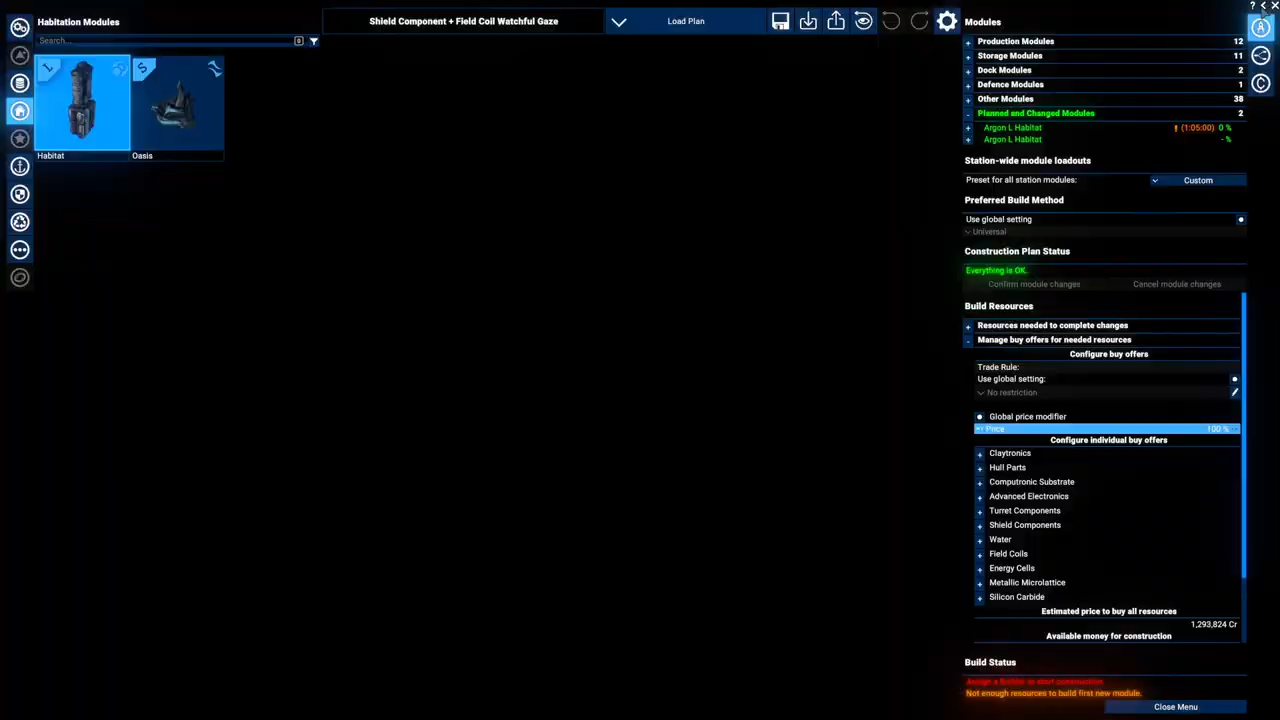 Habitation Modules
Search...
Habitat
Oasis
Shield Component + Field Coil Watchful Gaze
Load Plan
Modules
Production Modules 12
Storage Modules 11
Dock Modules 2
Defence Modules 1
Other Modules 38
Planned and Changed Modules 2
Argon L Habitat ! (1:05:00) 0 %
Argon L Habitat - %
Station-wide module loadouts
Preset for all station modules: Custom
Preferred Build Method
Use global setting
Universal
Construction Plan Status
Everything is OK.
Confirm module changes Cancel module changes
Build Resources
Resources needed to complete changes
Manage buy offers for needed resources
Configure buy offers
Trade Rule:
Use global setting:
No restriction
Global price modifier
Price 100 %
Configure individual buy offers
Claytronics
Hull Parts
Computronic Substrate
Advanced Electronics
Turret Components
Shield Components
Water
Field Coils
Energy Cells
Metallic Microlattice
Silicon Carbide
Estimated price to buy all resources
1,293,824 Cr
Available money for construction
Build Status
Assign a Builder to start construction.
Not enough resources to build first new module.
Close Menu